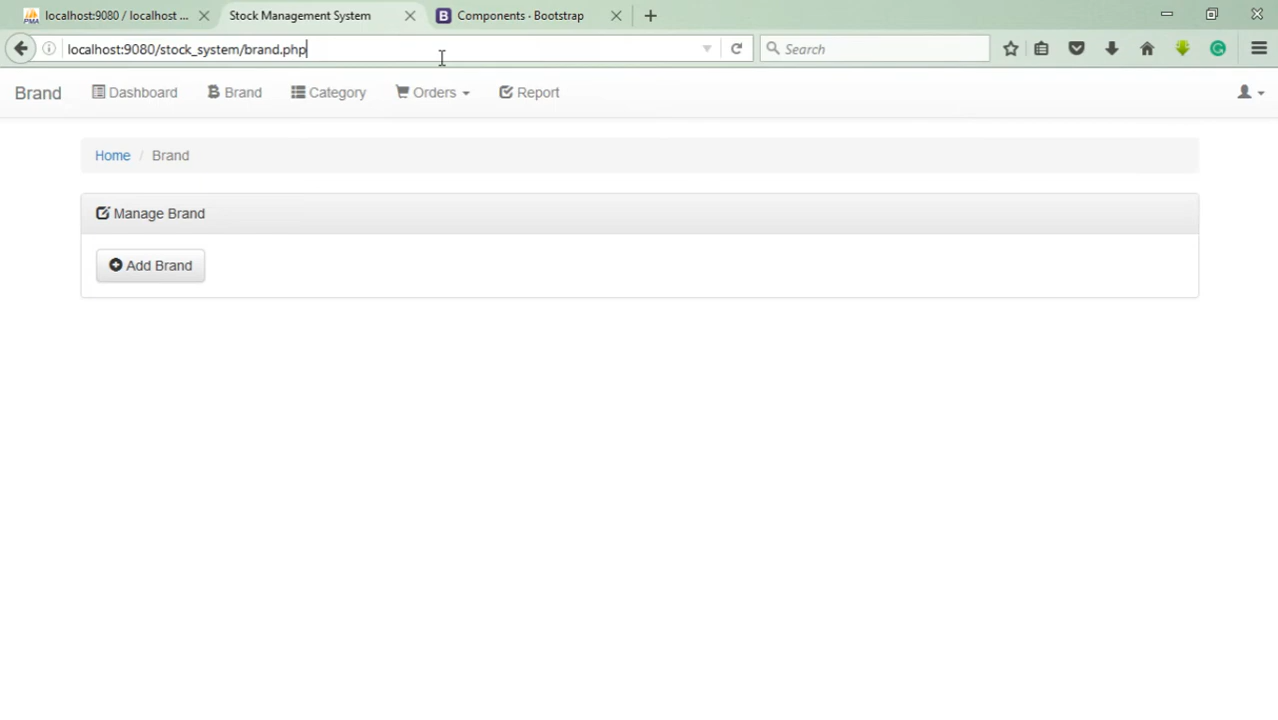 localhost:9080 / localhost ... Stock Management System Components · Bootstrap
localhost:9080/stock_system/brand.php Search
Brand Dashboard Brand Category Orders Report
Home / Brand
Manage Brand
Add Brand